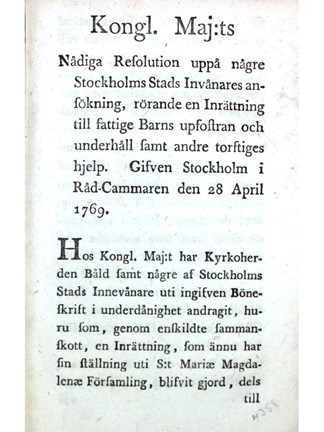 Kongl. Maj:ts
Nådiga Reſolution uppå någre
Stockholms Stads Invånares an-
ſökning, rörande en Inrättning
till fattige Barns upfoſtran och
underhåll ſamt andre torſtiges
hjelp. Gifven Stockholm i
Råd-Cammaren den 28 April
1769.
Hos Kongl. Maj:t har Kyrkoher-
den Båld ſamt någre af Stockholms
Stads Innevånare uti ingifven Böne-
ſkrift i underdånighet andragit, hu-
ru ſom, genom enſkildte ſamman-
ſkott, en Inrättning, ſom ännu har
ſin ſtällning uti S:t Mariæ Magda-
lenæ Förſamling, blifvit gjord, dels
till